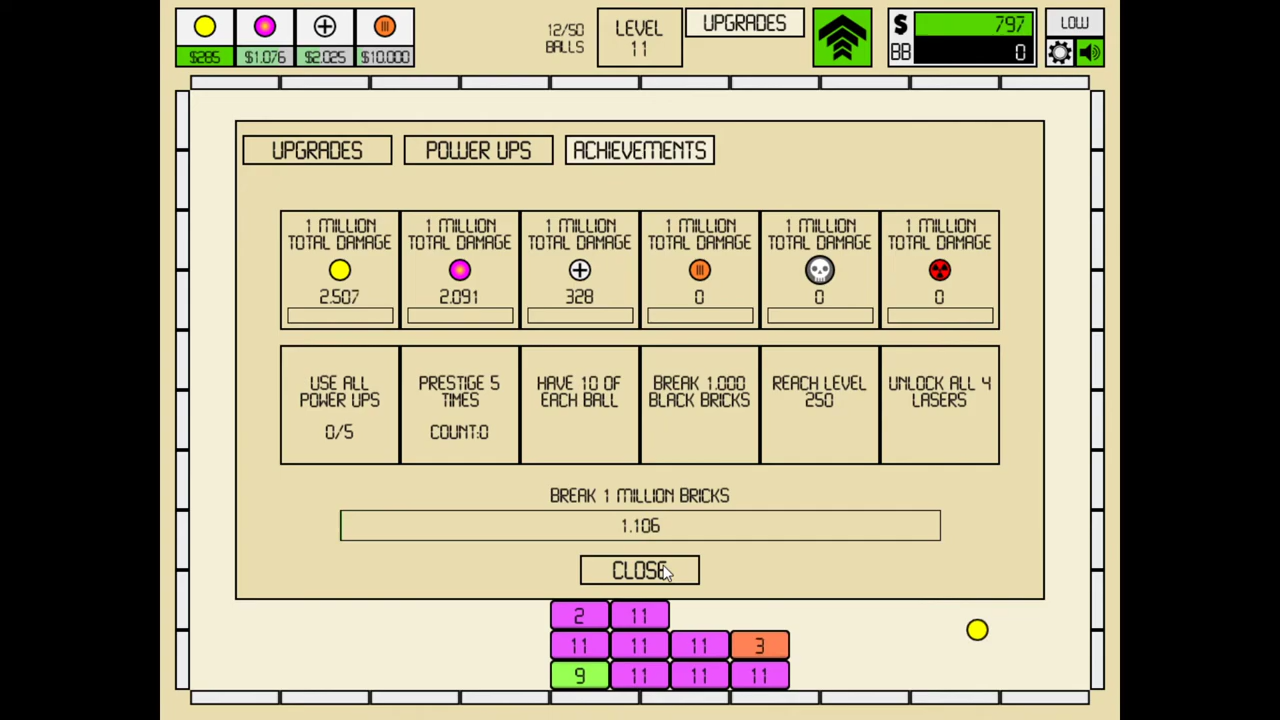 $285
$1.076
$2.025
$10.000
12/50
BALLS
LEVEL
11
UPGRADES
$ 797
BB 0
LOW
UPGRADES
POWER UPS
ACHIEVEMENTS
1 MILLION
TOTAL DAMAGE
2.507
1 MILLION
TOTAL DAMAGE
2.091
1 MILLION
TOTAL DAMAGE
328
1 MILLION
TOTAL DAMAGE
0
1 MILLION
TOTAL DAMAGE
0
1 MILLION
TOTAL DAMAGE
0
USE ALL
POWER UPS
0/5
PRESTIGE 5
TIMES
COUNT:0
HAVE 10 OF
EACH BALL
BREAK 1.000
BLACK BRICKS
REACH LEVEL
250
UNLOCK ALL 4
LASERS
BREAK 1 MILLION BRICKS
1.106
CLOSE
2 11
11 11 11 3
9 11 11 11